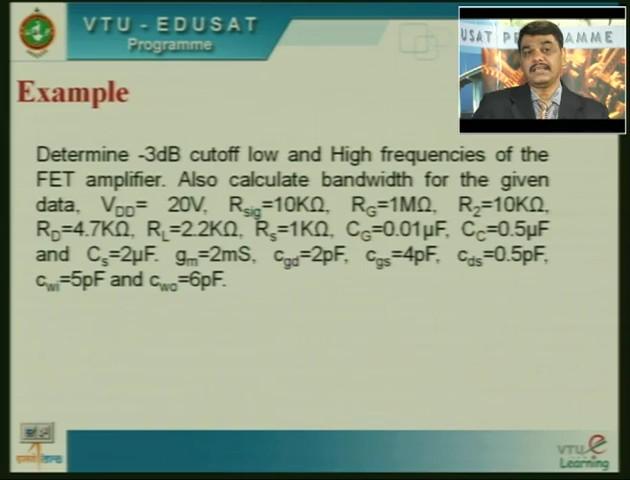 VTU - EDUSAT
Programme
USAT PROGRAMME
Example
Determine -3dB cutoff low and High frequencies of the
FET amplifier. Also calculate bandwidth for the given
data, VDD= 20V, Rsig=10KΩ, RG=1MΩ, R2=10KΩ,
RD=4.7KΩ, RL=2.2KΩ, Rs=1KΩ, CG=0.01µF, CC=0.5µF
and Cs=2µF. gm=2mS, cgd=2pF, cgs=4pF, cds=0.5pF,
cwi=5pF and cwo=6pF.
VTU e
Learning